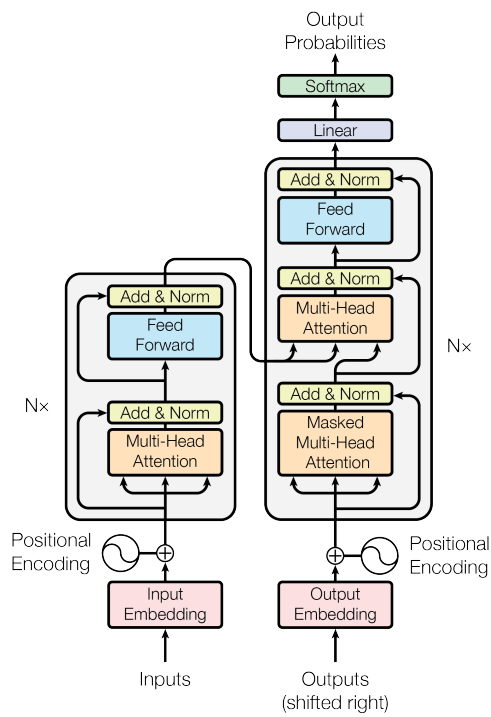 Output
Probabilities
Softmax
Linear
Add & Norm
Feed
Forward
Add & Norm
Multi-Head
Attention
Add & Norm
Masked
Multi-Head
Attention
Nx
Add & Norm
Feed
Forward
Add & Norm
Multi-Head
Attention
Nx
Positional
Encoding
Positional
Encoding
Input
Embedding
Output
Embedding
Inputs
Outputs
(shifted right)